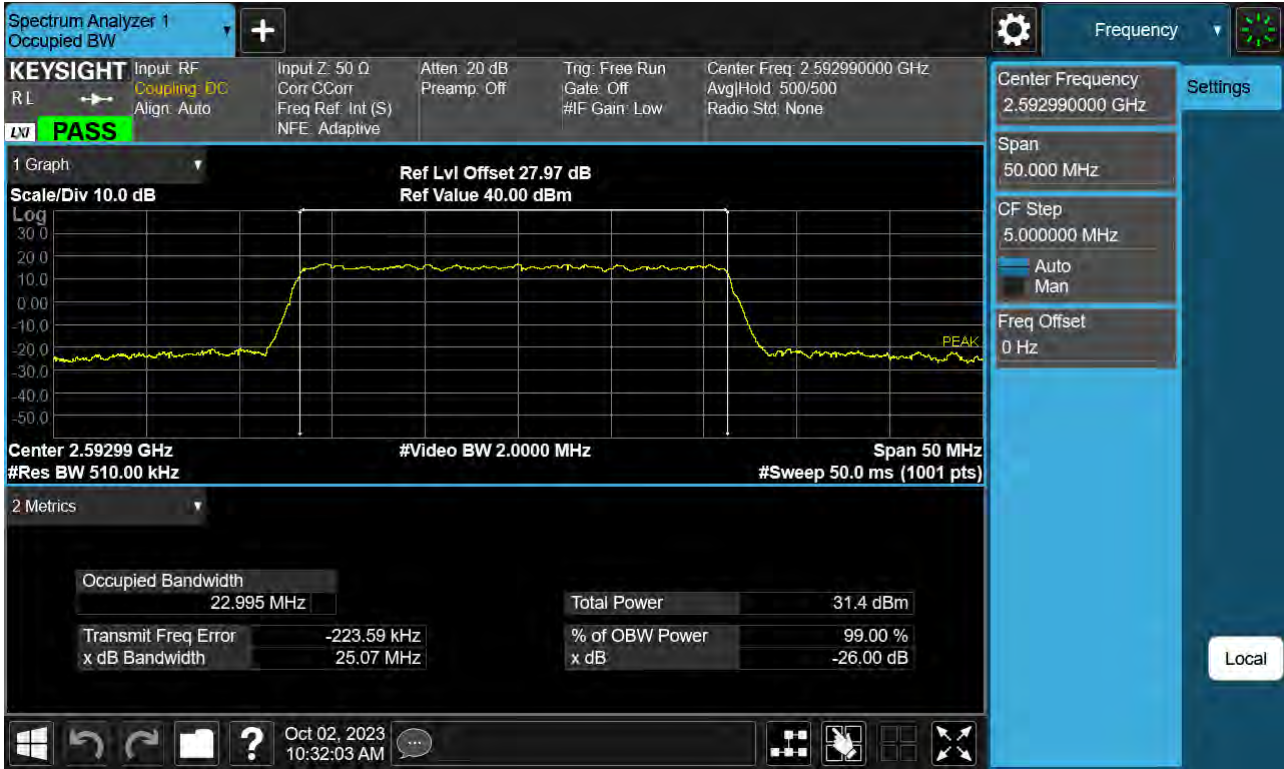 Spectrum Analyzer 1
Occupied BW
+
Frequency
KEYSIGHT
RL
LXI
PASS
Input: RF
Coupling: DC
Align: Auto
Input Z: 50 Ω
Corr CCorr
Freq Ref: Int (S)
NFE: Adaptive
Atten: 20 dB
Preamp: Off
Trig: Free Run
Gate: Off
#IF Gain: Low
Center Freq: 2.592990000 GHz
Avg|Hold: 500/500
Radio Std: None
Center Frequency
2.592990000 GHz
Settings
Span
50.000 MHz
CF Step
5.000000 MHz
Auto
Man
Freq Offset
0 Hz
Local
1 Graph
Scale/Div 10.0 dB
Ref Lvl Offset 27.97 dB
Ref Value 40.00 dBm
Log
30.0
20.0
10.0
0.00
-10.0
-20.0
-30.0
-40.0
-50.0
PEAK
Center 2.59299 GHz
#Video BW 2.0000 MHz
Span 50 MHz
#Res BW 510.00 kHz
#Sweep 50.0 ms (1001 pts)
2 Metrics
Occupied Bandwidth
22.995 MHz
Total Power 31.4 dBm
Transmit Freq Error -223.59 kHz
% of OBW Power 99.00 %
x dB Bandwidth 25.07 MHz
x dB -26.00 dB
?
Oct 02, 2023
10:32:03 AM